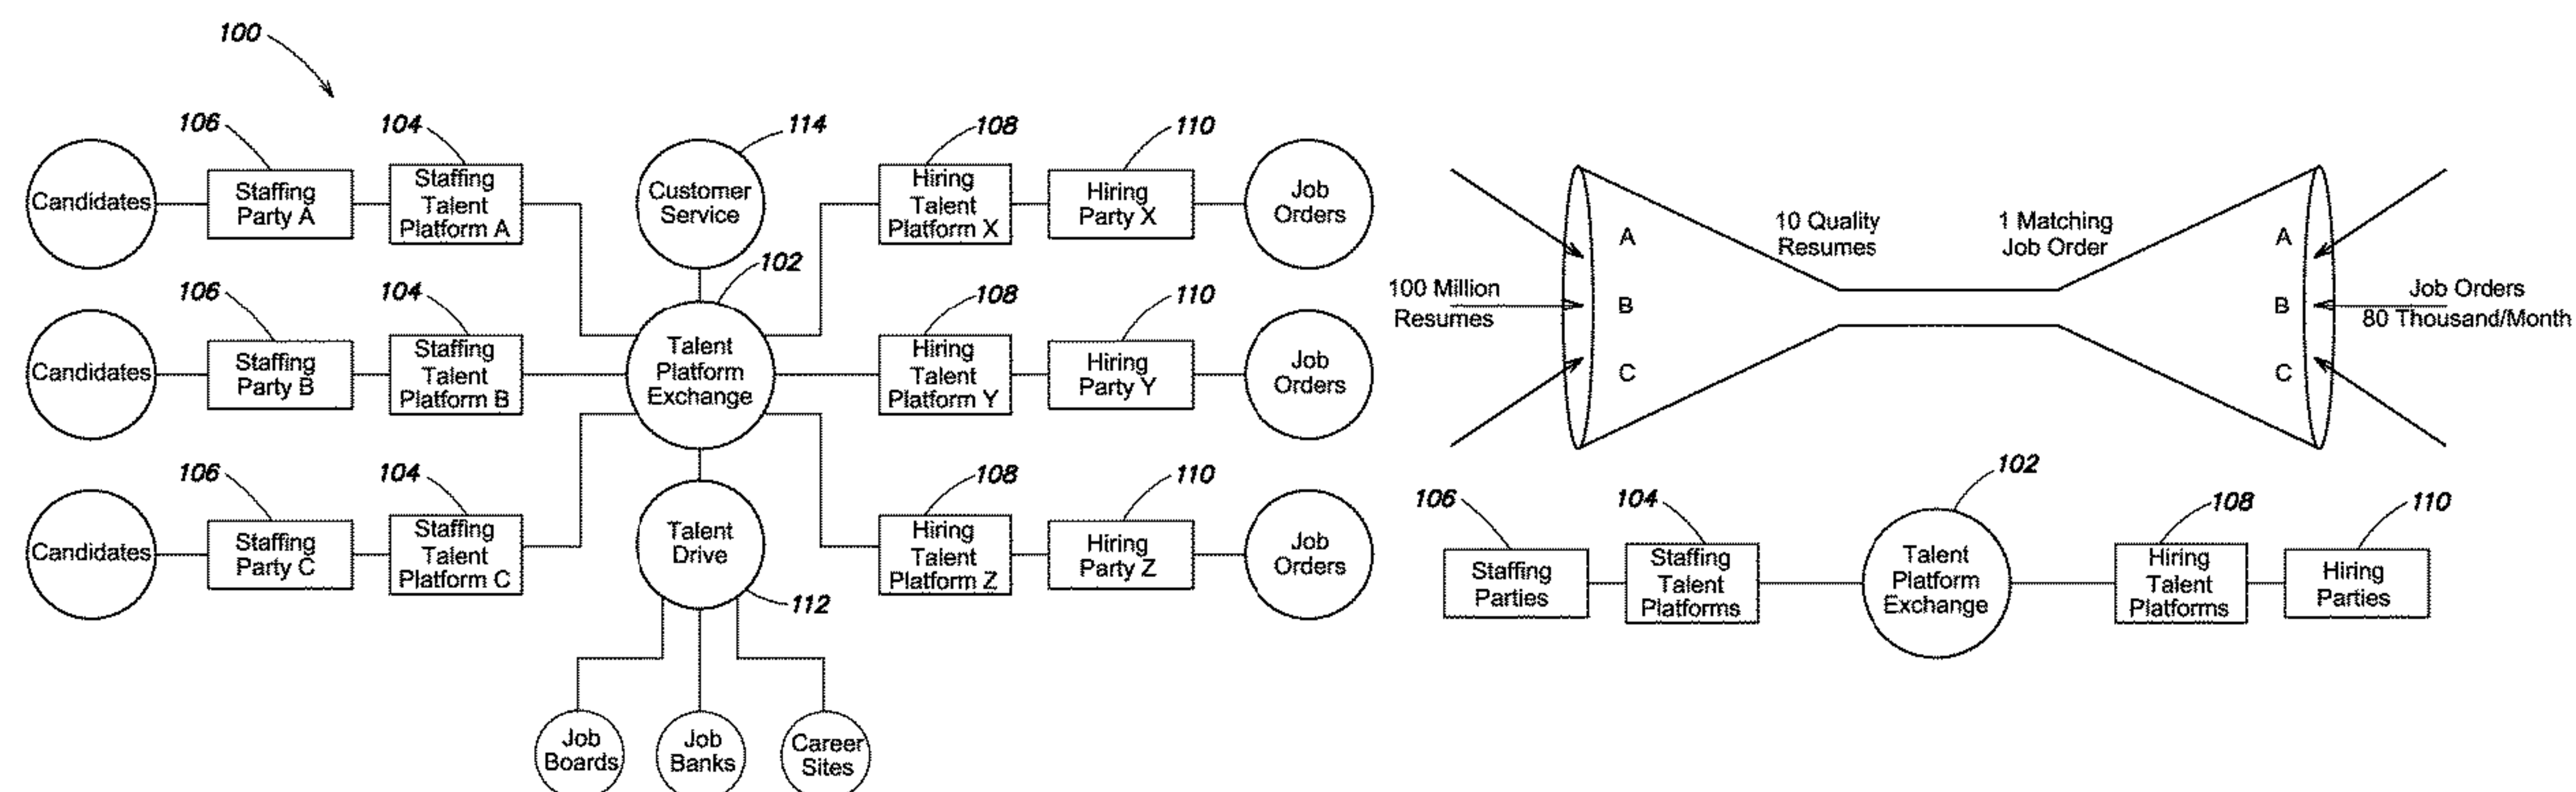 100
106
104
114
108
110
Candidates
Staffing
Party A
Staffing
Talent
Platform A
Customer
Service
Hiring
Talent
Platform X
Hiring
Party X
Job
Orders
102
106
104
108
110
Candidates
Staffing
Party B
Staffing
Talent
Platform B
Talent
Platform
Exchange
Hiring
Talent
Platform Y
Hiring
Party Y
Job
Orders
106
104
108
110
Candidates
Staffing
Party C
Staffing
Talent
Platform C
Talent
Drive
112
Hiring
Talent
Platform Z
Hiring
Party Z
Job
Orders
Job
Boards
Job
Banks
Career
Sites
100 Million
Resumes
A
B
C
10 Quality
Resumes
1 Matching
Job Order
A
B
C
Job Orders
80 Thousand/Month
106
104
102
108
110
Staffing
Parties
Staffing
Talent
Platforms
Talent
Platform
Exchange
Hiring
Talent
Platforms
Hiring
Parties